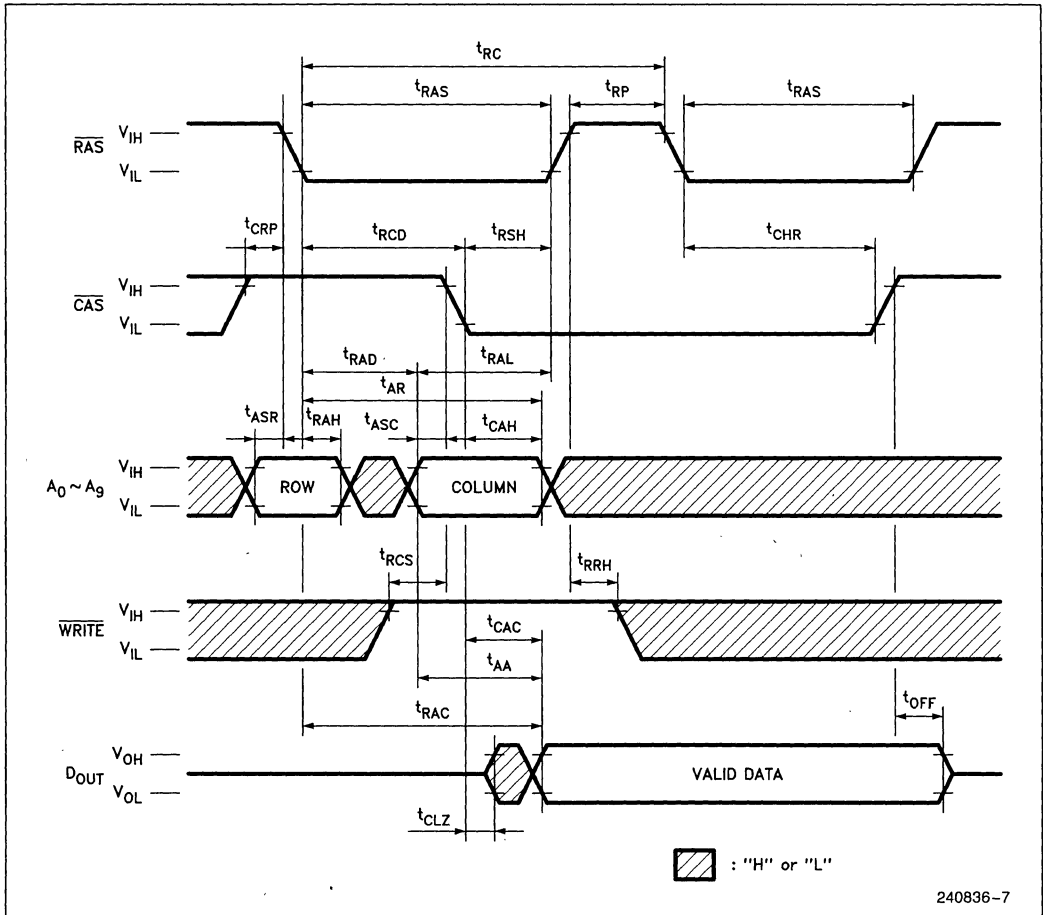 tRC
tRAS tRP tRAS
RAS VIH
VIL
tCRP tRCD tRSH tCHR
CAS VIH
VIL
tRAD tRAL
tAR
tASR tRAH tASC tCAH
A0 ~ A9 VIH
VIL
ROW COLUMN
tRCS tRRH
WRITE VIH
VIL
tCAC
tAA
tRAC tOFF
DOUT VOH
VOL
VALID DATA
tCLZ
: "H" or "L"
240836-7